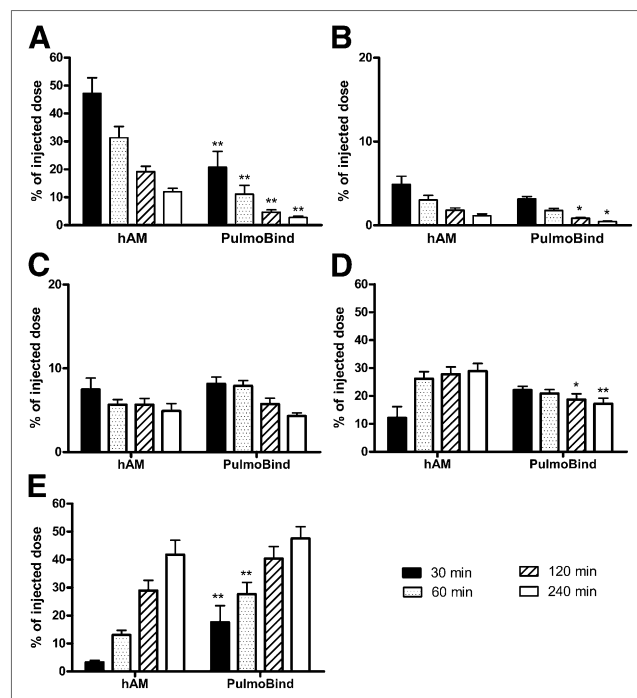 A
B
% of injected dose
60
50
40
30
20
10
0
** ** ** **
hAM PulmoBind
% of injected dose
20
10
0
* *
hAM PulmoBind
C
D
% of injected dose
20
10
0
hAM PulmoBind
% of injected dose
60
50
40
30
20
10
0
* **
hAM PulmoBind
E
% of injected dose
60
50
40
30
20
10
0
** **
hAM PulmoBind
30 min 120 min
60 min 240 min